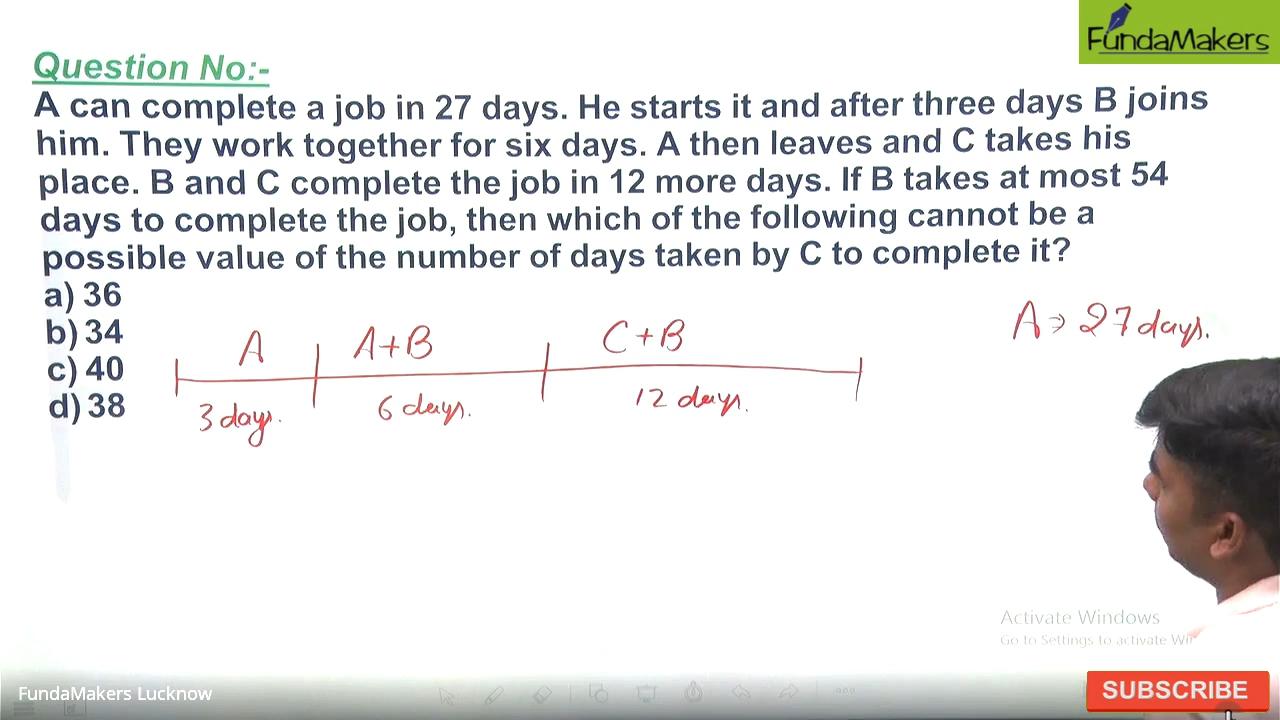 FundaMakers
Question No:-
A can complete a job in 27 days. He starts it and after three days B joins
him. They work together for six days. A then leaves and C takes his
place. B and C complete the job in 12 more days. If B takes at most 54
days to complete the job, then which of the following cannot be a
possible value of the number of days taken by C to complete it?
a) 36
b) 34
c) 40
d) 38
A ⇒ 27 days.
A A+B C+B
3 days. 6 days. 12 days.
Activate Windows
Go to Settings to activate Wi
FundaMakers Lucknow
SUBSCRIBE